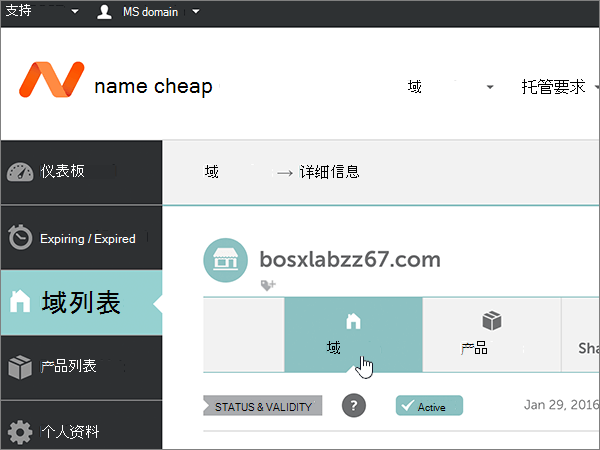 支持 MS domain
name cheap 域 托管要求
仪表板
域 → 详细信息
Expiring / Expired
bosxlabzz67.com
域列表
域 产品 Sha
产品列表
STATUS & VALIDITY ? Active Jan 29, 2016
个人资料